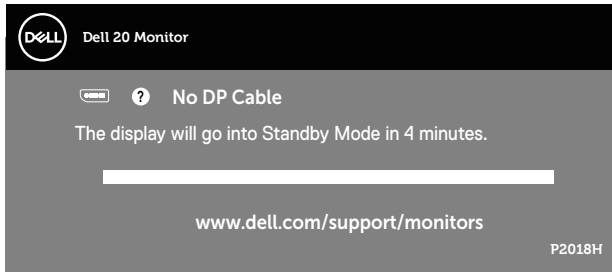 DELL
Dell 20 Monitor
? No DP Cable
The display will go into Standby Mode in 4 minutes.
www.dell.com/support/monitors
P2018H